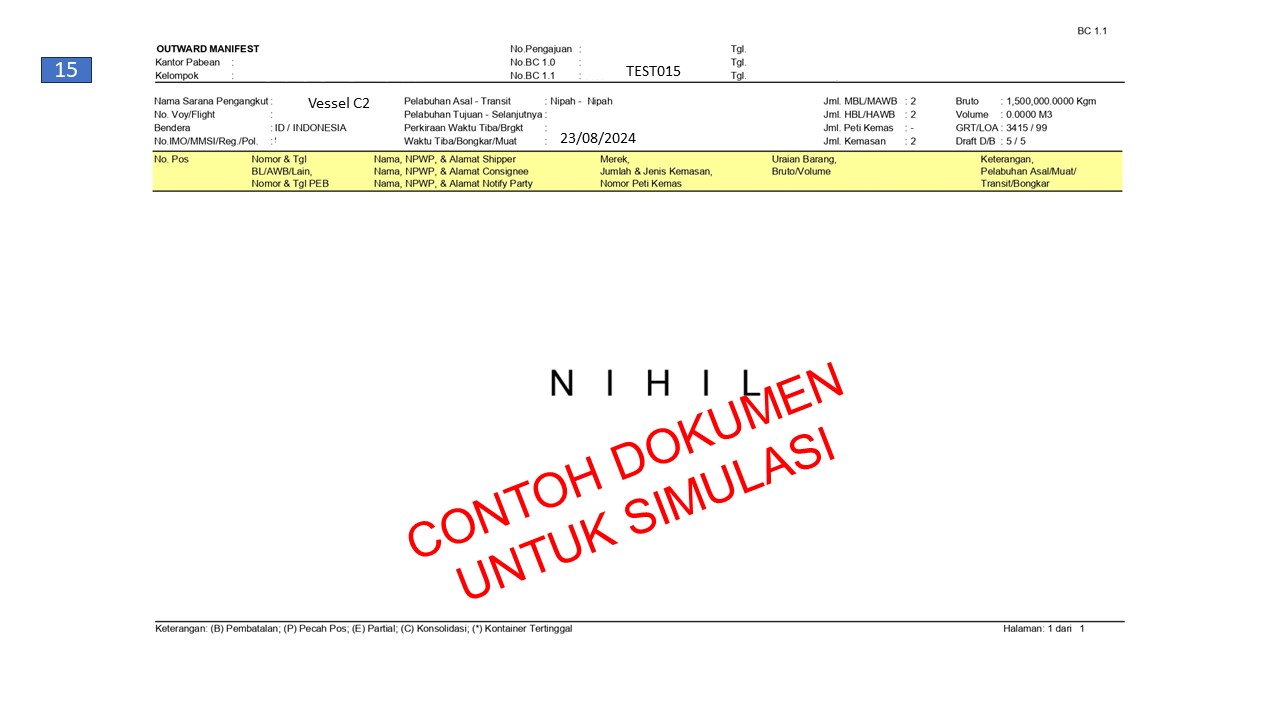 BC 1.1
15
OUTWARD MANIFEST No.Pengajuan : Tgl.
Kantor Pabean : No.BC 1.0 : Tgl.
Kelompok : No.BC 1.1 : TEST015 Tgl.
Nama Sarana Pengangkut : Vessel C2 Pelabuhan Asal - Transit : Nipah - Nipah Jml. MBL/MAWB : 2 Bruto : 1,500,000.0000 Kgm
No. Voy/Flight : Pelabuhan Tujuan - Selanjutnya : Jml. HBL/HAWB : 2 Volume : 0.0000 M3
Bendera : ID / INDONESIA Perkiraan Waktu Tiba/Brgkt : Jml. Peti Kemas : - GRT/LOA : 3415 / 99
No.IMO/MMSI/Reg./Pol. : ' Waktu Tiba/Bongkar/Muat : 23/08/2024 Jml. Kemasan : 2 Draft D/B : 5 / 5
No. Pos Nomor & Tgl Nama, NPWP, & Alamat Shipper Merek, Uraian Barang, Keterangan,
BL/AWB/Lain, Nama, NPWP, & Alamat Consignee Jumlah & Jenis Kemasan, Bruto/Volume Pelabuhan Asal/Muat/
Nomor & Tgl PEB Nama, NPWP, & Alamat Notify Party Nomor Peti Kemas Transit/Bongkar
N I H I L
CONTOH DOKUMEN
UNTUK SIMULASI
Keterangan: (B) Pembatalan; (P) Pecah Pos; (E) Partial; (C) Konsolidasi; (*) Kontainer Tertinggal Halaman: 1 dari 1